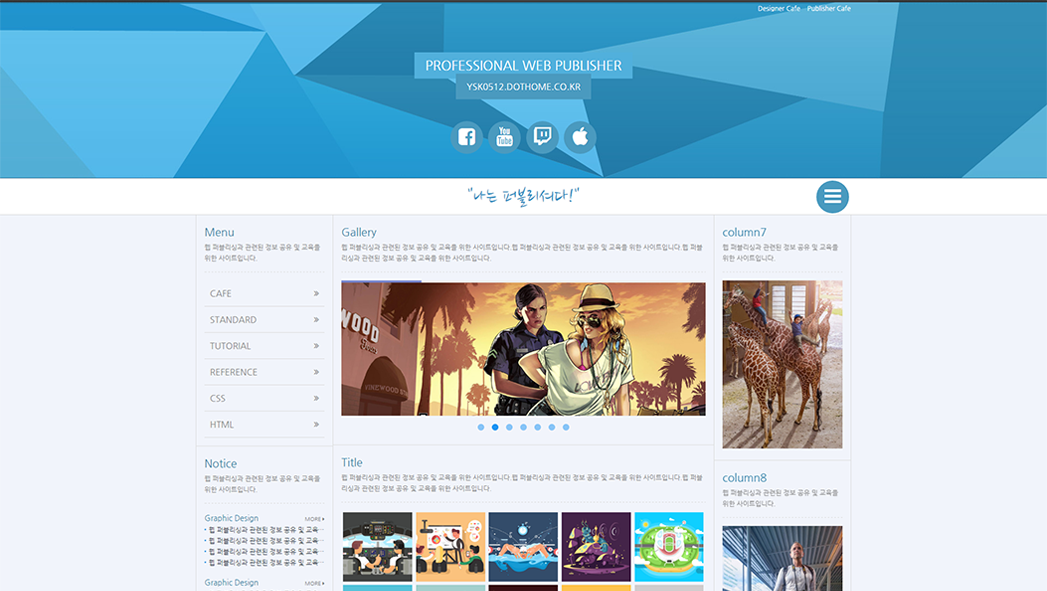 Designer Cafe Publisher Cafe
PROFESSIONAL WEB PUBLISHER
YSK0512.DOTHOME.CO.KR
You
Tube
"나는 퍼블리셔다!"
Menu
웹 퍼블리싱과 관련된 정보 공유 및 교육을
위한 사이트입니다.
CAFE »
STANDARD »
TUTORIAL »
REFERENCE »
CSS »
HTML »
Notice
웹 퍼블리싱과 관련된 정보 공유 및 교육을
위한 사이트입니다.
Graphic Design MORE
• 웹 퍼블리싱과 관련된 정보 공유 및 교육…
• 웹 퍼블리싱과 관련된 정보 공유 및 교육…
• 웹 퍼블리싱과 관련된 정보 공유 및 교육…
• 웹 퍼블리싱과 관련된 정보 공유 및 교육…
Graphic Design MORE
Gallery
웹 퍼블리싱과 관련된 정보 공유 및 교육을 위한 사이트입니다.웹 퍼블리싱과 관련된 정보 공유 및 교육을 위한 사이트입니다.웹 퍼블
리싱과 관련된 정보 공유 및 교육을 위한 사이트입니다.
WOOD
VINEWOOD
Title
웹 퍼블리싱과 관련된 정보 공유 및 교육을 위한 사이트입니다.웹 퍼블리싱과 관련된 정보 공유 및 교육을 위한 사이트입니다.웹 퍼블
리싱과 관련된 정보 공유 및 교육을 위한 사이트입니다.
column7
웹 퍼블리싱과 관련된 정보 공유 및 교육을
위한 사이트입니다.
column8
웹 퍼블리싱과 관련된 정보 공유 및 교육을
위한 사이트입니다.